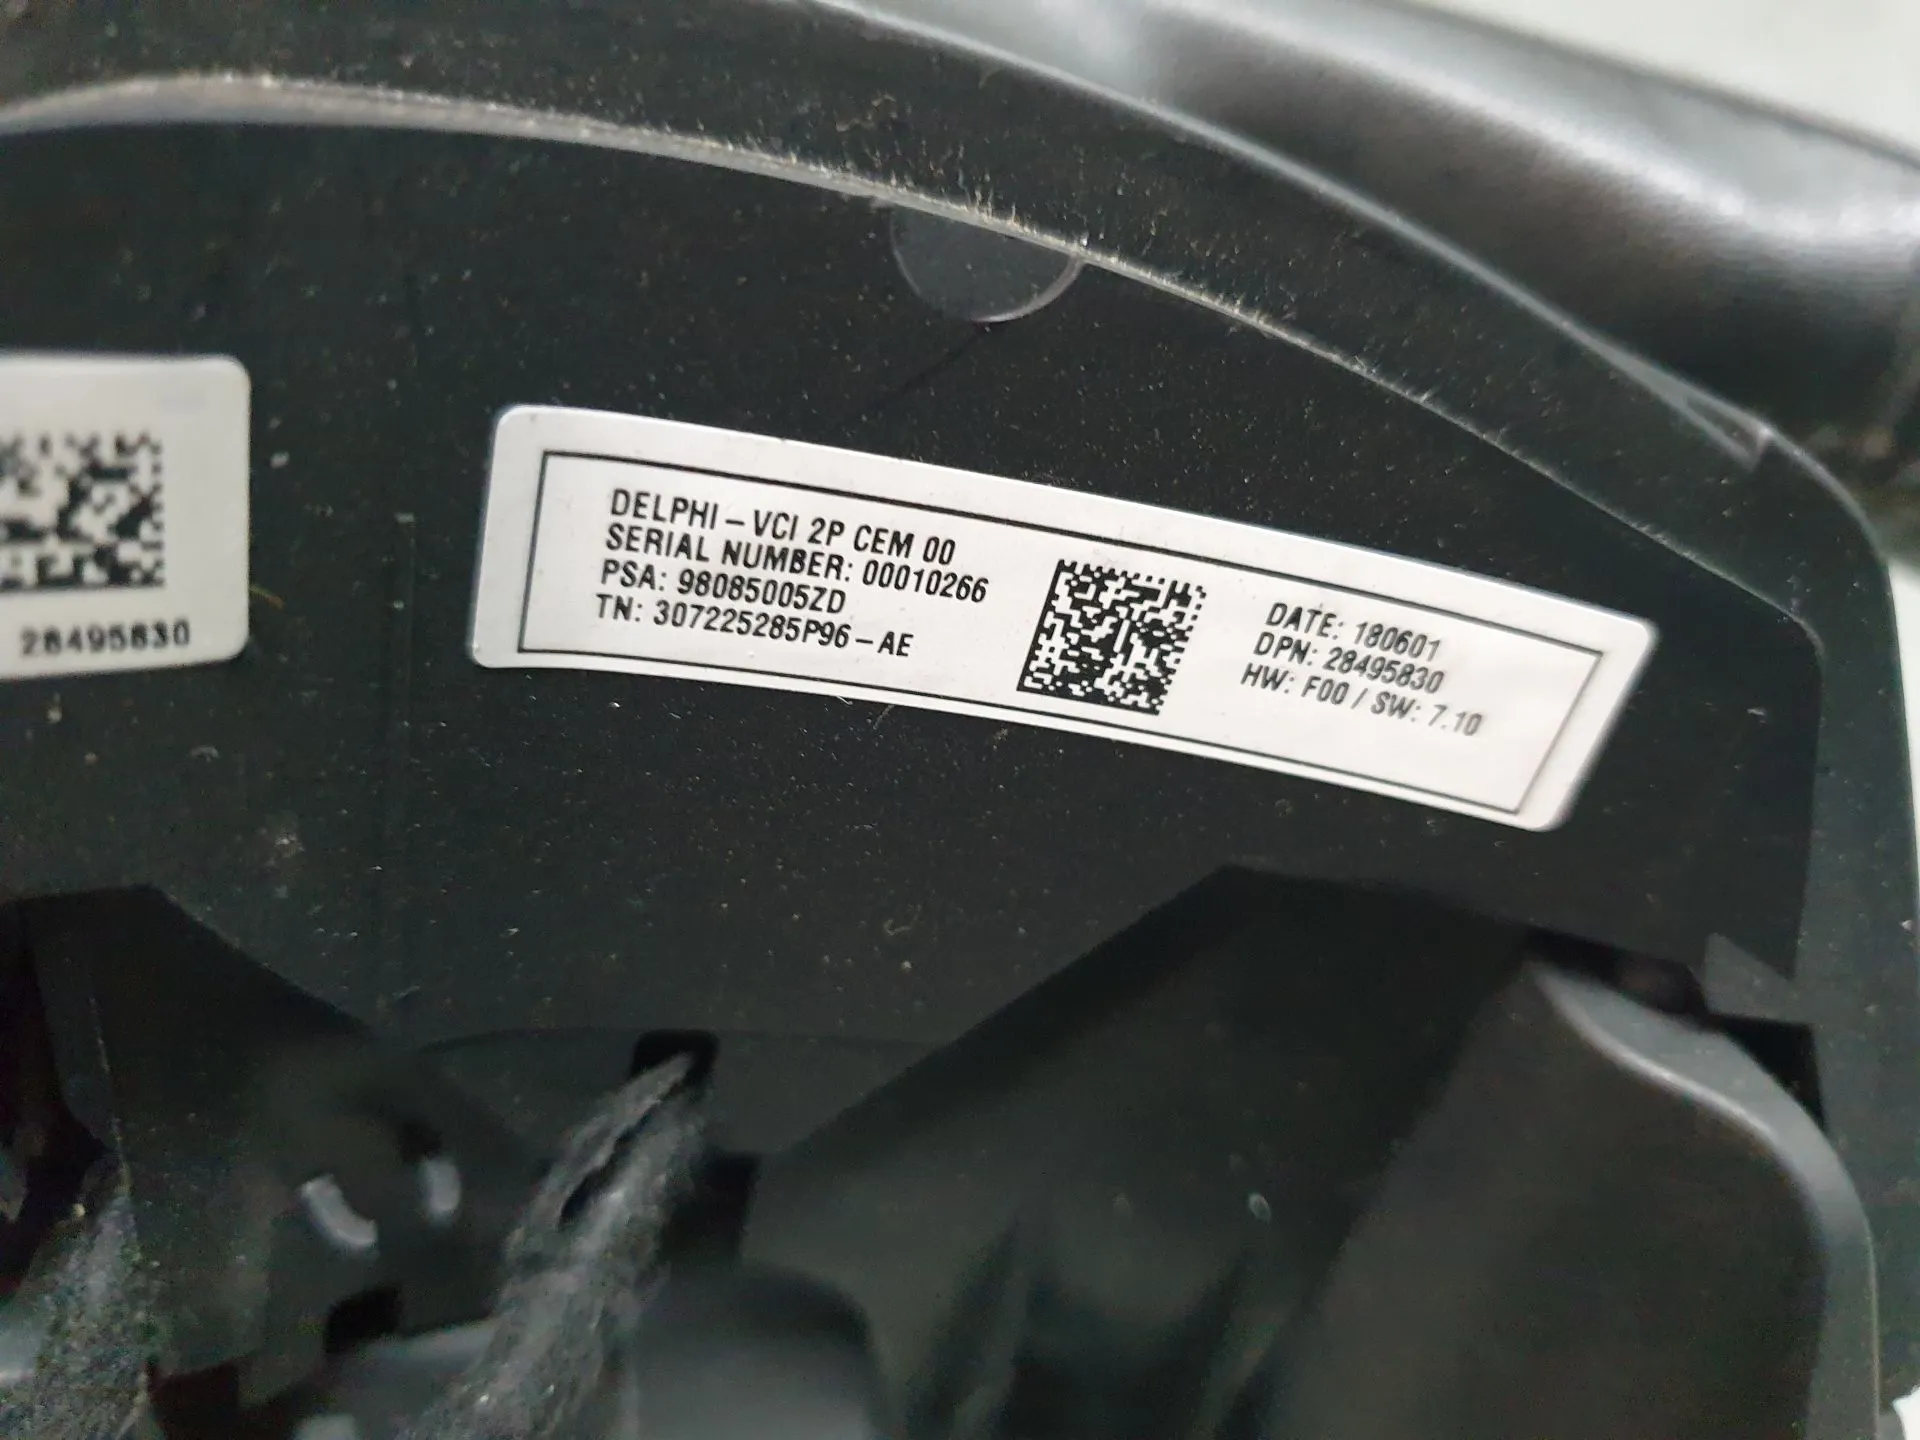 28495830
DELPHI – VCI 2P CEM 00
SERIAL NUMBER: 00010266
PSA: 98085005ZD
TN: 307225285P96 – AE
DATE: 180601
DPN: 28495830
HW: F00 / SW: 7.10